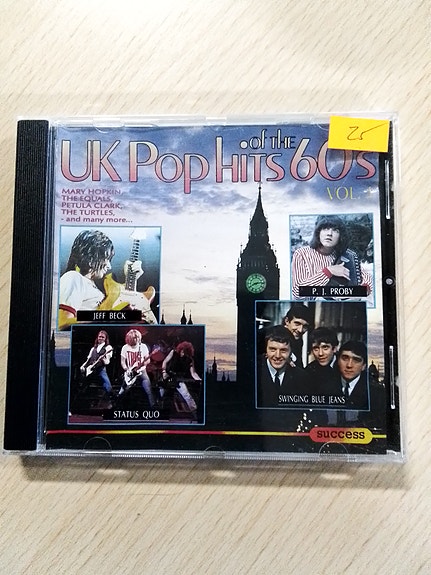 25
of the
UK Pop hits 60's
VOL.
MARY HOPKIN,
THE EQUALS,
PETULA CLARK,
THE TURTLES,
- and many more...
P. J. PROBY
JEFF BECK
SWINGING BLUE JEANS
STATUS QUO
success